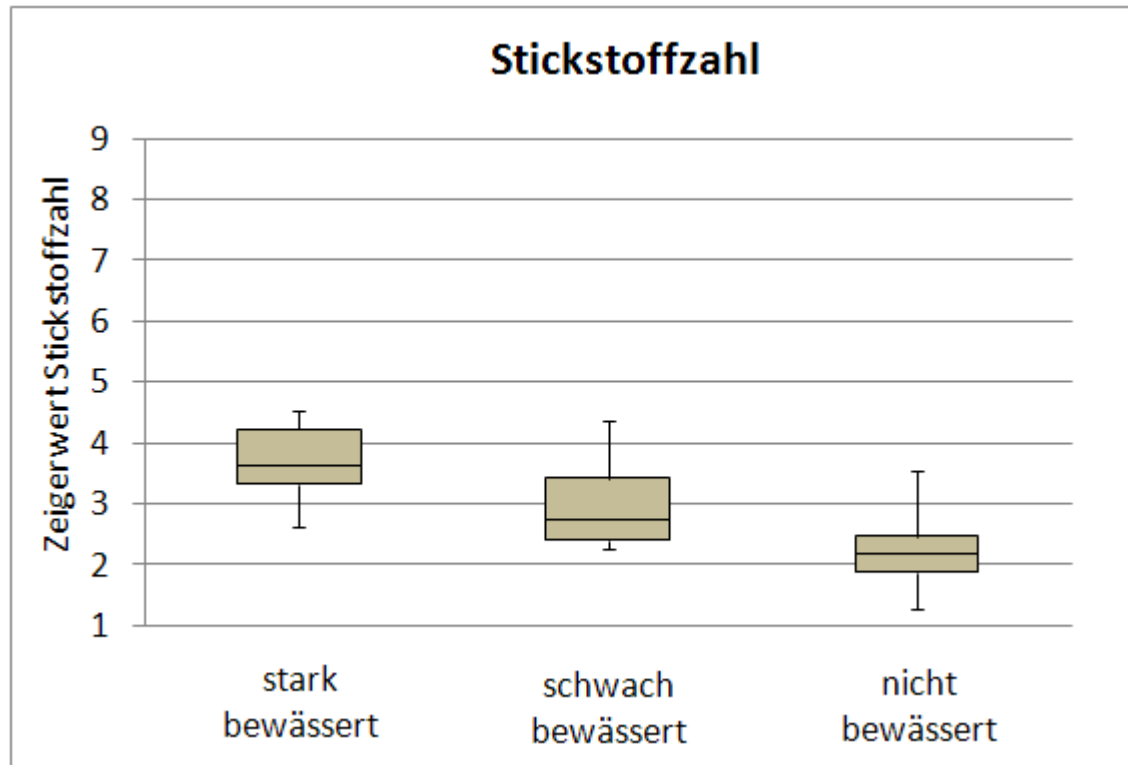 Stickstoffzahl
Zeigerwert Stickstoffzahl
9
8
7
6
5
4
3
2
1
stark
bewässert
schwach
bewässert
nicht
bewässert